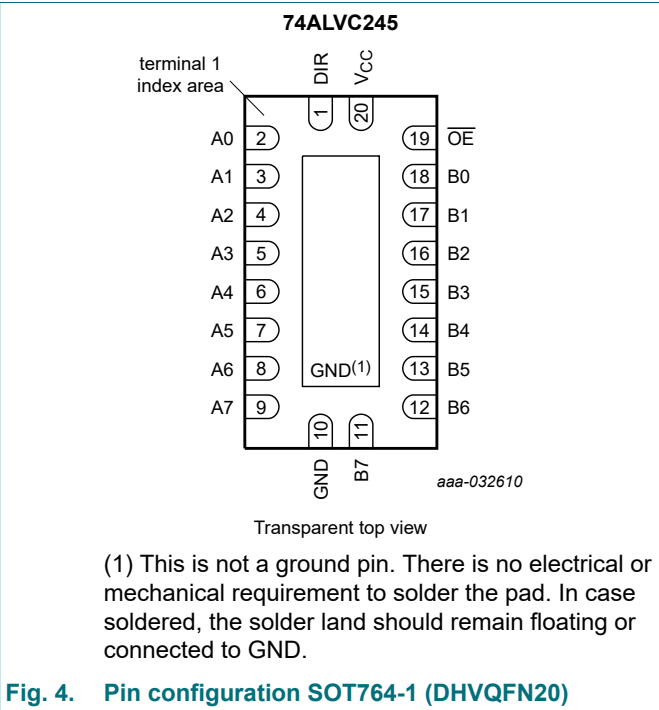 74ALVC245
terminal 1
index area
DIR
VCC
1
20
A0 2
19 OE
A1 3
18 B0
A2 4
17 B1
A3 5
16 B2
A4 6
15 B3
A5 7
14 B4
A6 8
GND(1)
13 B5
A7 9
12 B6
10
11
GND
B7
aaa-032610
Transparent top view
(1) This is not a ground pin. There is no electrical or
mechanical requirement to solder the pad. In case
soldered, the solder land should remain floating or
connected to GND.
Fig. 4. Pin configuration SOT764-1 (DHVQFN20)